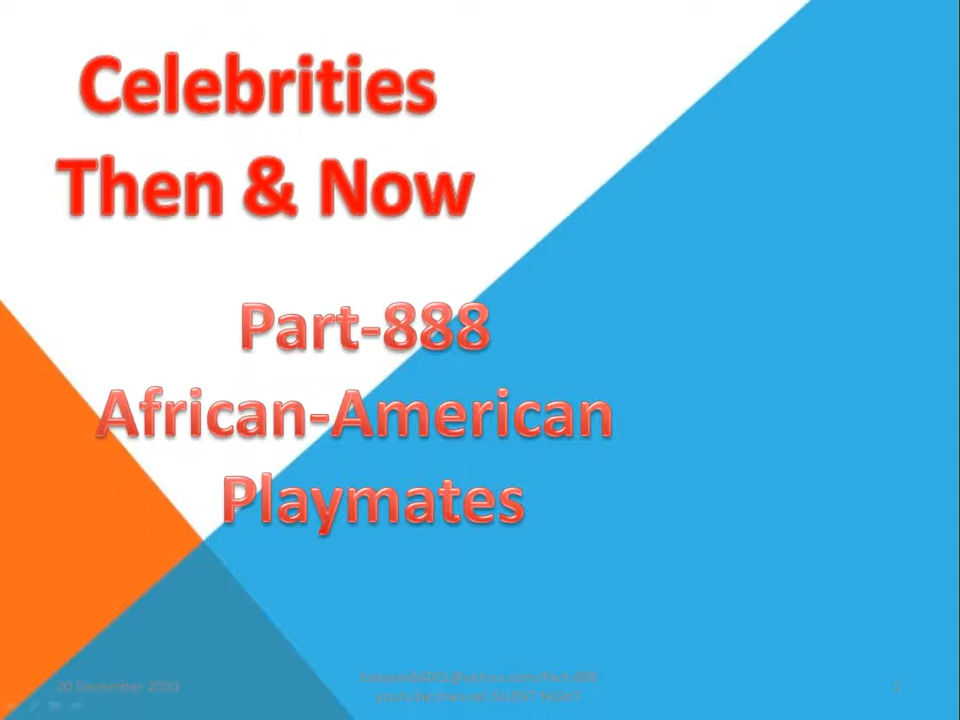 Celebrities
Then & Now
Part-888
African-American
Playmates
20 December 2020